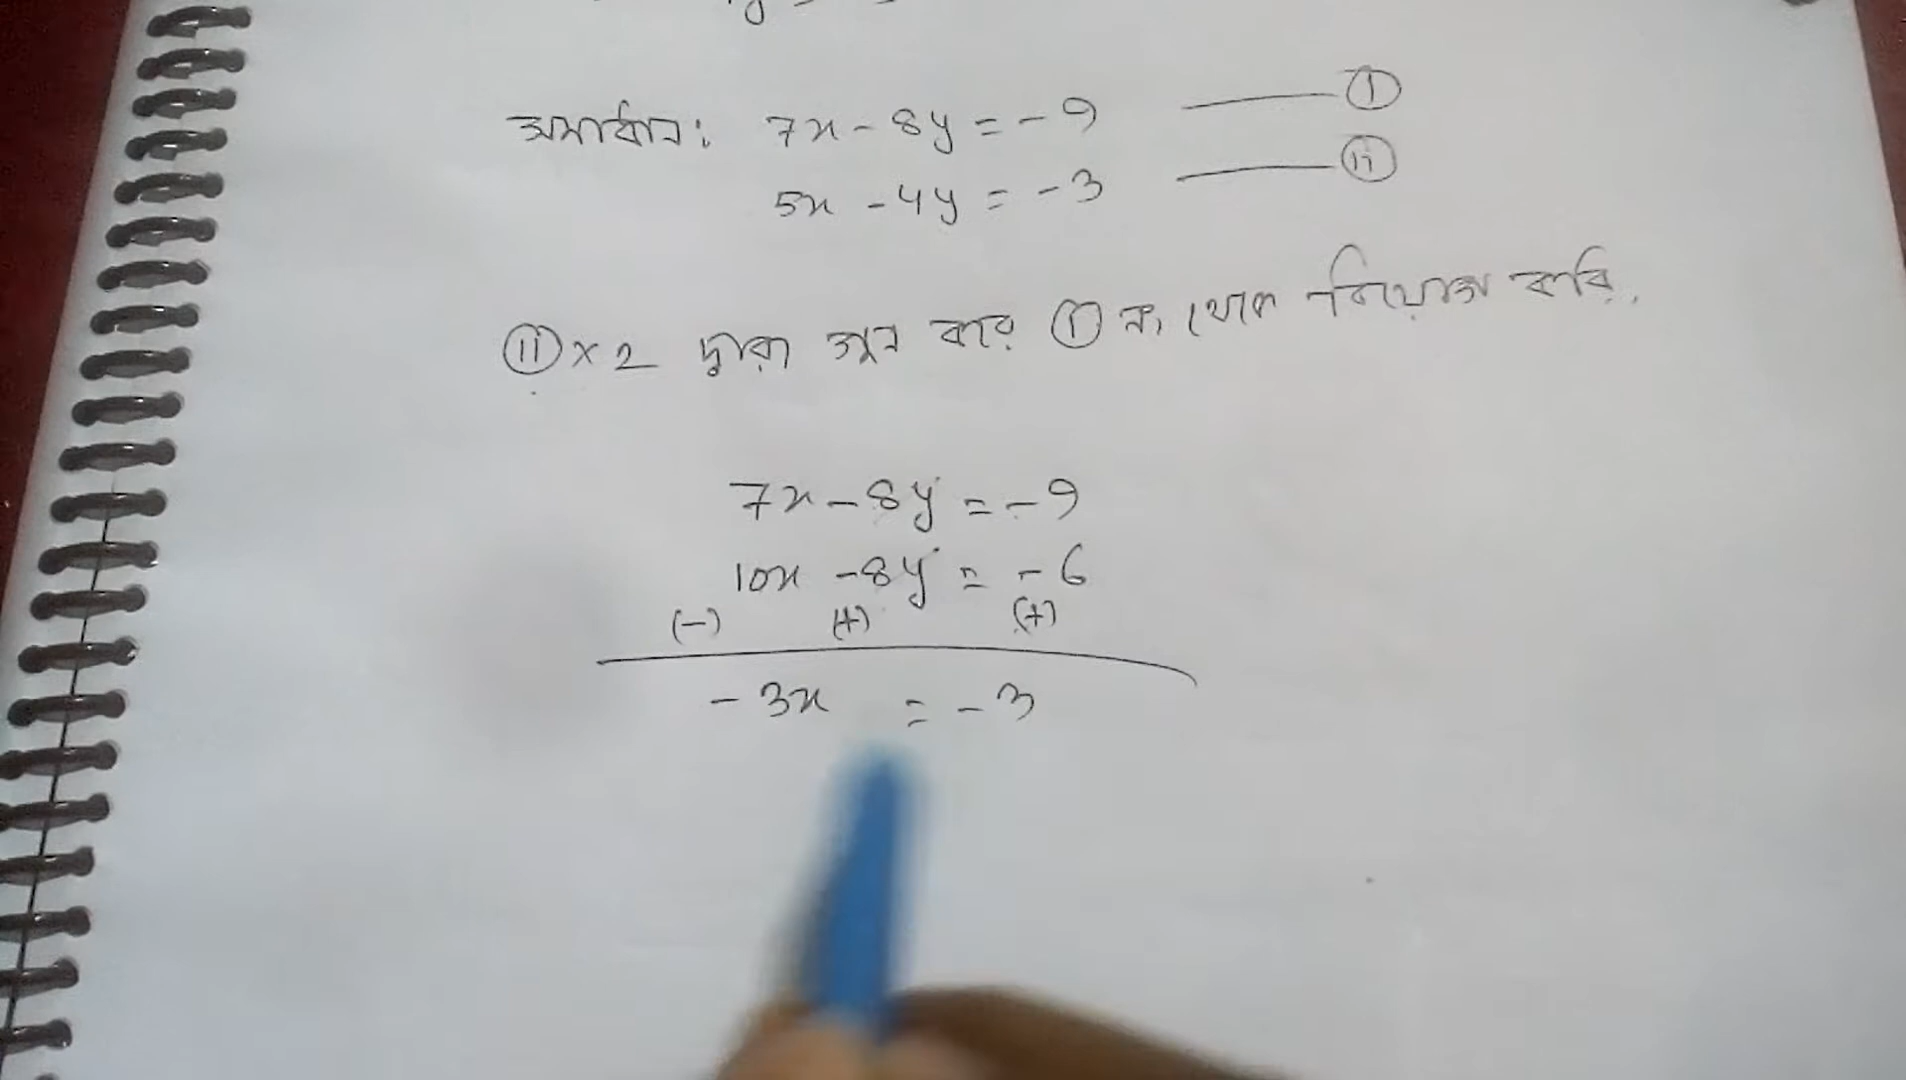 সমাধান: 7x - 8y = - 9 ——— (i)
5x - 4y = - 3 ——— (ii)
(ii) × 2 দ্বারা গুন করে (i) নং থেকে বিয়োগ করি,
7x - 8y = - 9
10x - 8y = - 6
(-) (+) (+)
- 3x = - 3